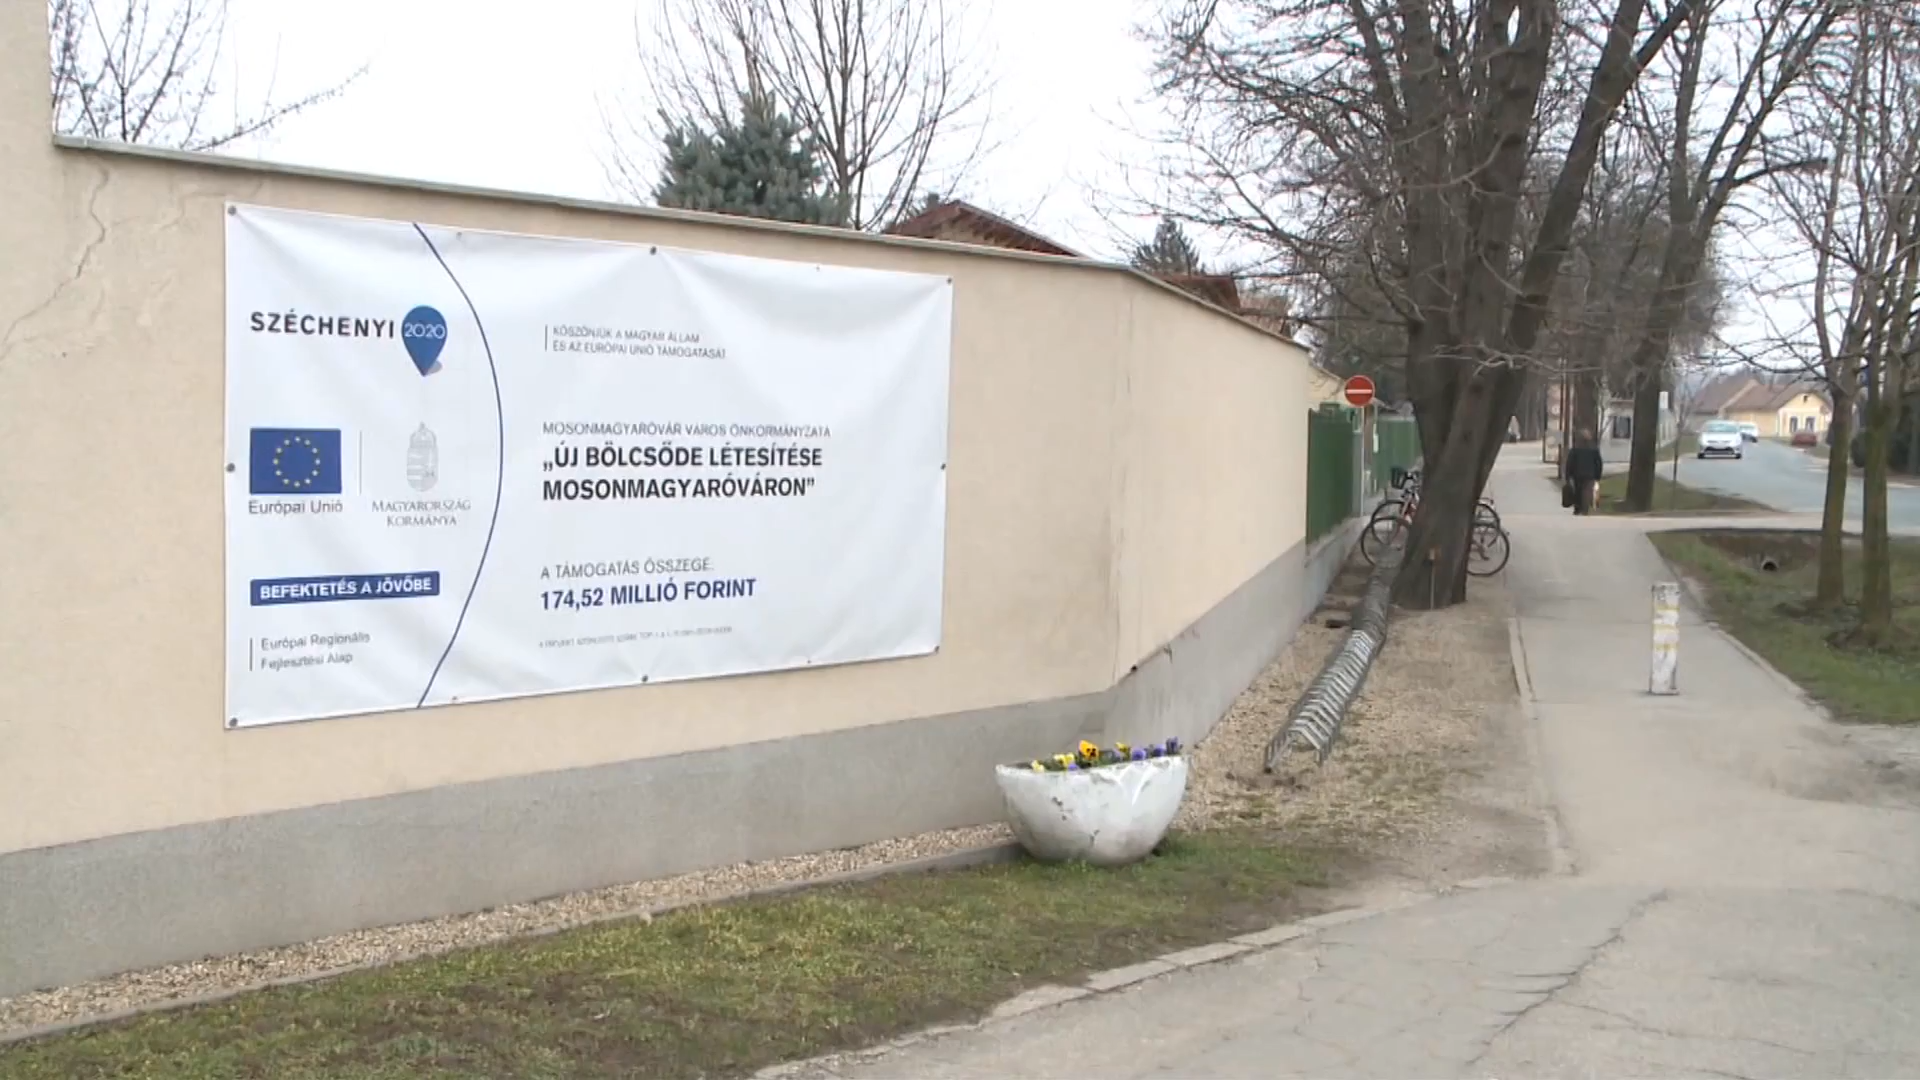 SZÉCHENYI 2020
KÖSZÖNJÜK A MAGYAR ÁLLAM
ÉS AZ EURÓPAI UNIÓ TÁMOGATÁSÁT
Európai Unió
MAGYARORSZÁG
KORMÁNYA
BEFEKTETÉS A JÖVŐBE
Európai Regionális
Fejlesztési Alap
MOSONMAGYARÓVÁR VÁROS ÖNKORMÁNYZATA
„ÚJ BÖLCSŐDE LÉTESÍTÉSE
MOSONMAGYARÓVÁRON”
A TÁMOGATÁS ÖSSZEGE:
174,52 MILLIÓ FORINT